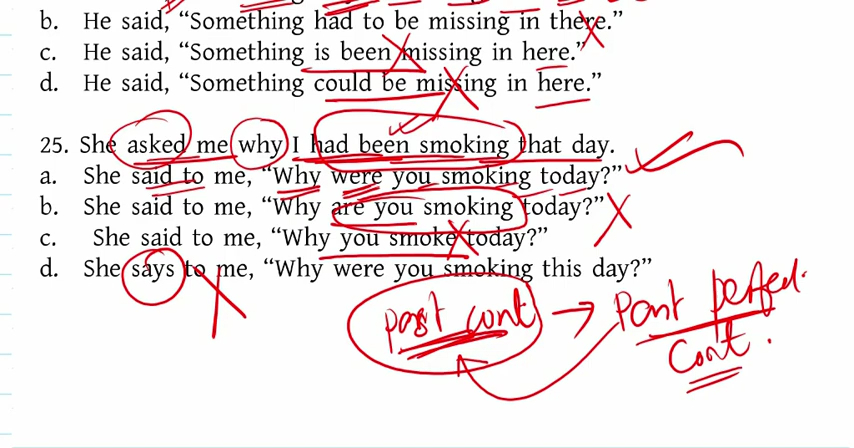 b. He said, “Something had to be missing in there.”
c. He said, “Something is been missing in here.”
d. He said, “Something could be missing in here.”
25. She asked me why I had been smoking that day.
a. She said to me, “Why were you smoking today?”
b. She said to me, “Why are you smoking today?”
c. She said to me, “Why you smoke today?”
d. She says to me, “Why were you smoking this day?”
past cont → Past perfect.
Cont.